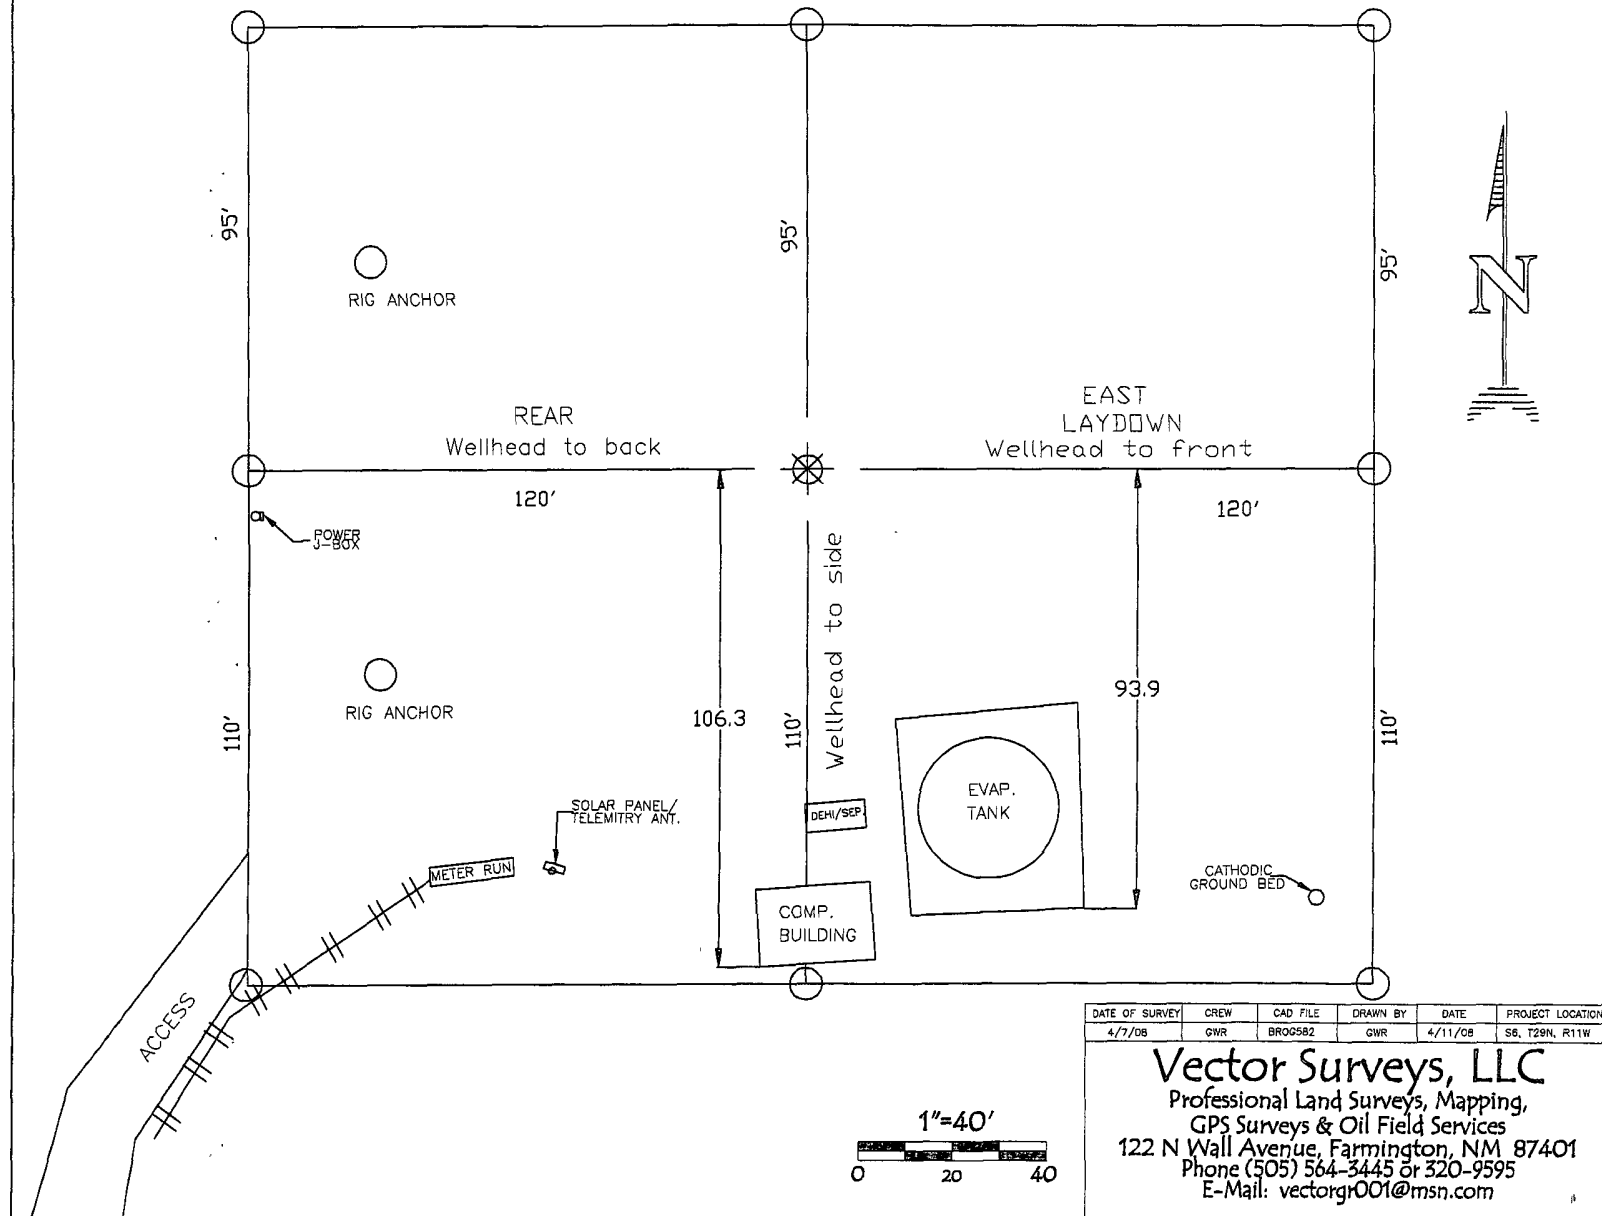 95'
95'
95'
RIG ANCHOR
N
REAR
Wellhead to back
EAST
LAYDOWN
Wellhead to front
120'
120'
POWER
J-BOX
Wellhead to side
RIG ANCHOR
110'
106.3
110'
93.9
110'
EVAP.
TANK
SOLAR PANEL/
TELEMITRY ANT.
DEHI/SEP.
METER RUN
CATHODIC
GROUND BED
COMP.
BUILDING
ACCESS
DATE OF SURVEY CREW CAD FILE DRAWN BY DATE PROJECT LOCATION
4/7/08 GWR BROG582 GWR 4/11/08 S6, T29N, R11W
Vector Surveys, LLC
Professional Land Surveys, Mapping,
GPS Surveys & Oil Field Services
122 N Wall Avenue, Farmington, NM 87401
Phone (505) 564-3445 or 320-9595
E-Mail: vectorgr001@msn.com
1"=40'
0 20 40